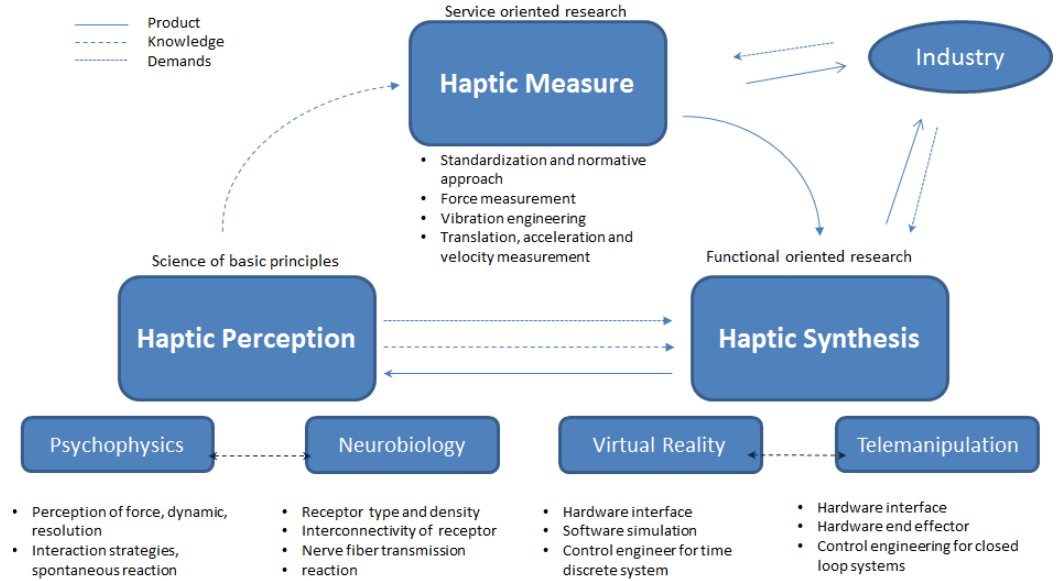 Service oriented research
Product
Knowledge
Demands
Haptic Measure
Industry
• Standardization and normative
approach
• Force measurement
• Vibration engineering
• Translation, acceleration and
velocity measurement
Science of basic principles
Functional oriented research
Haptic Perception
Haptic Synthesis
Psychophysics
Neurobiology
Virtual Reality
Telemanipulation
• Perception of force, dynamic,
resolution
• Interaction strategies,
spontaneous reaction
• Receptor type and density
• Interconnectivity of receptor
• Nerve fiber transmission
• reaction
• Hardware interface
• Software simulation
• Control engineer for time
discrete system
• Hardware interface
• Hardware end effector
• Control engineering for closed
loop systems